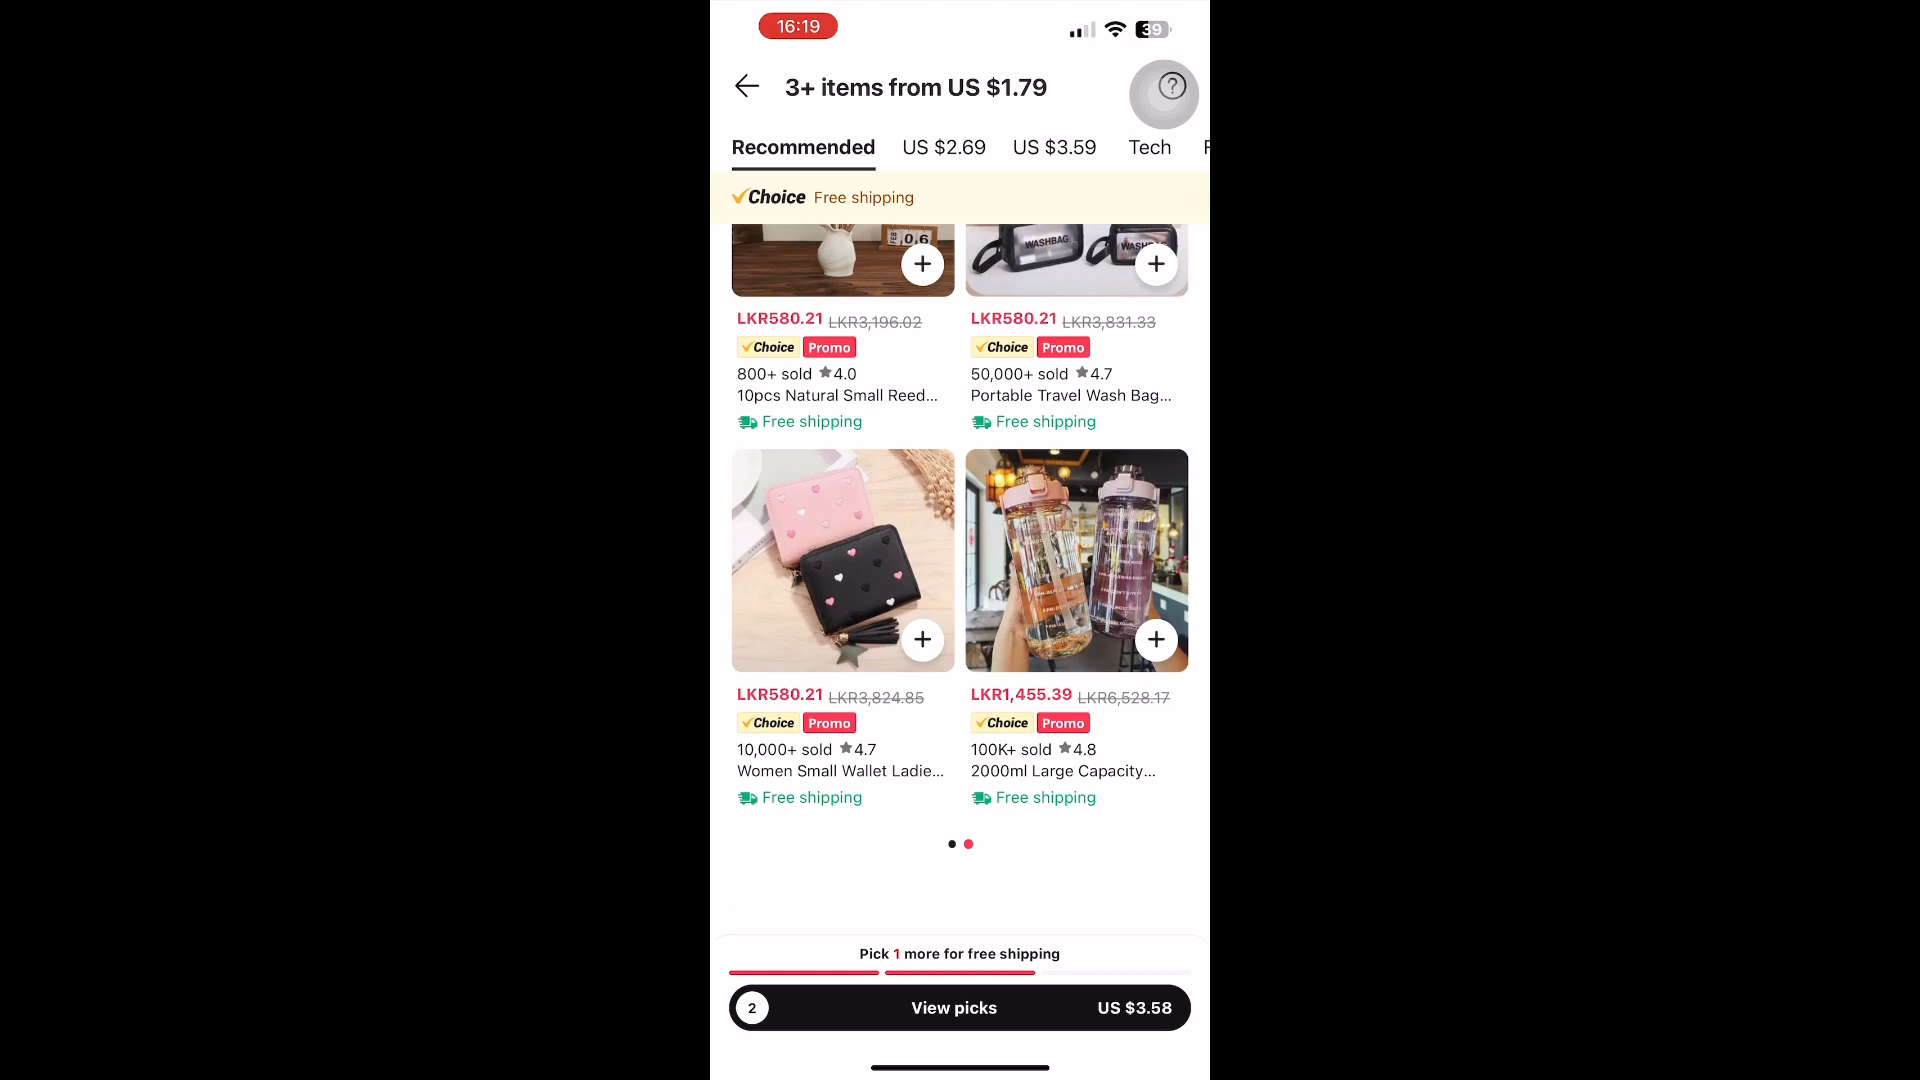 16:19
39
3+ items from US $1.79
?
Recommended US $2.69 US $3.59 Tech
Choice Free shipping
FEB 0.6
WASHBAG
LKR580.21 LKR3,196.02
Choice Promo
800+ sold ★4.0
10pcs Natural Small Reed...
Free shipping
LKR580.21 LKR3,831.33
Choice Promo
50,000+ sold ★4.7
Portable Travel Wash Bag...
Free shipping
LKR580.21 LKR3,824.85
Choice Promo
10,000+ sold ★4.7
Women Small Wallet Ladie...
Free shipping
LKR1,455.39 LKR6,528.17
Choice Promo
100K+ sold ★4.8
2000ml Large Capacity...
Free shipping
Pick 1 more for free shipping
2 View picks US $3.58